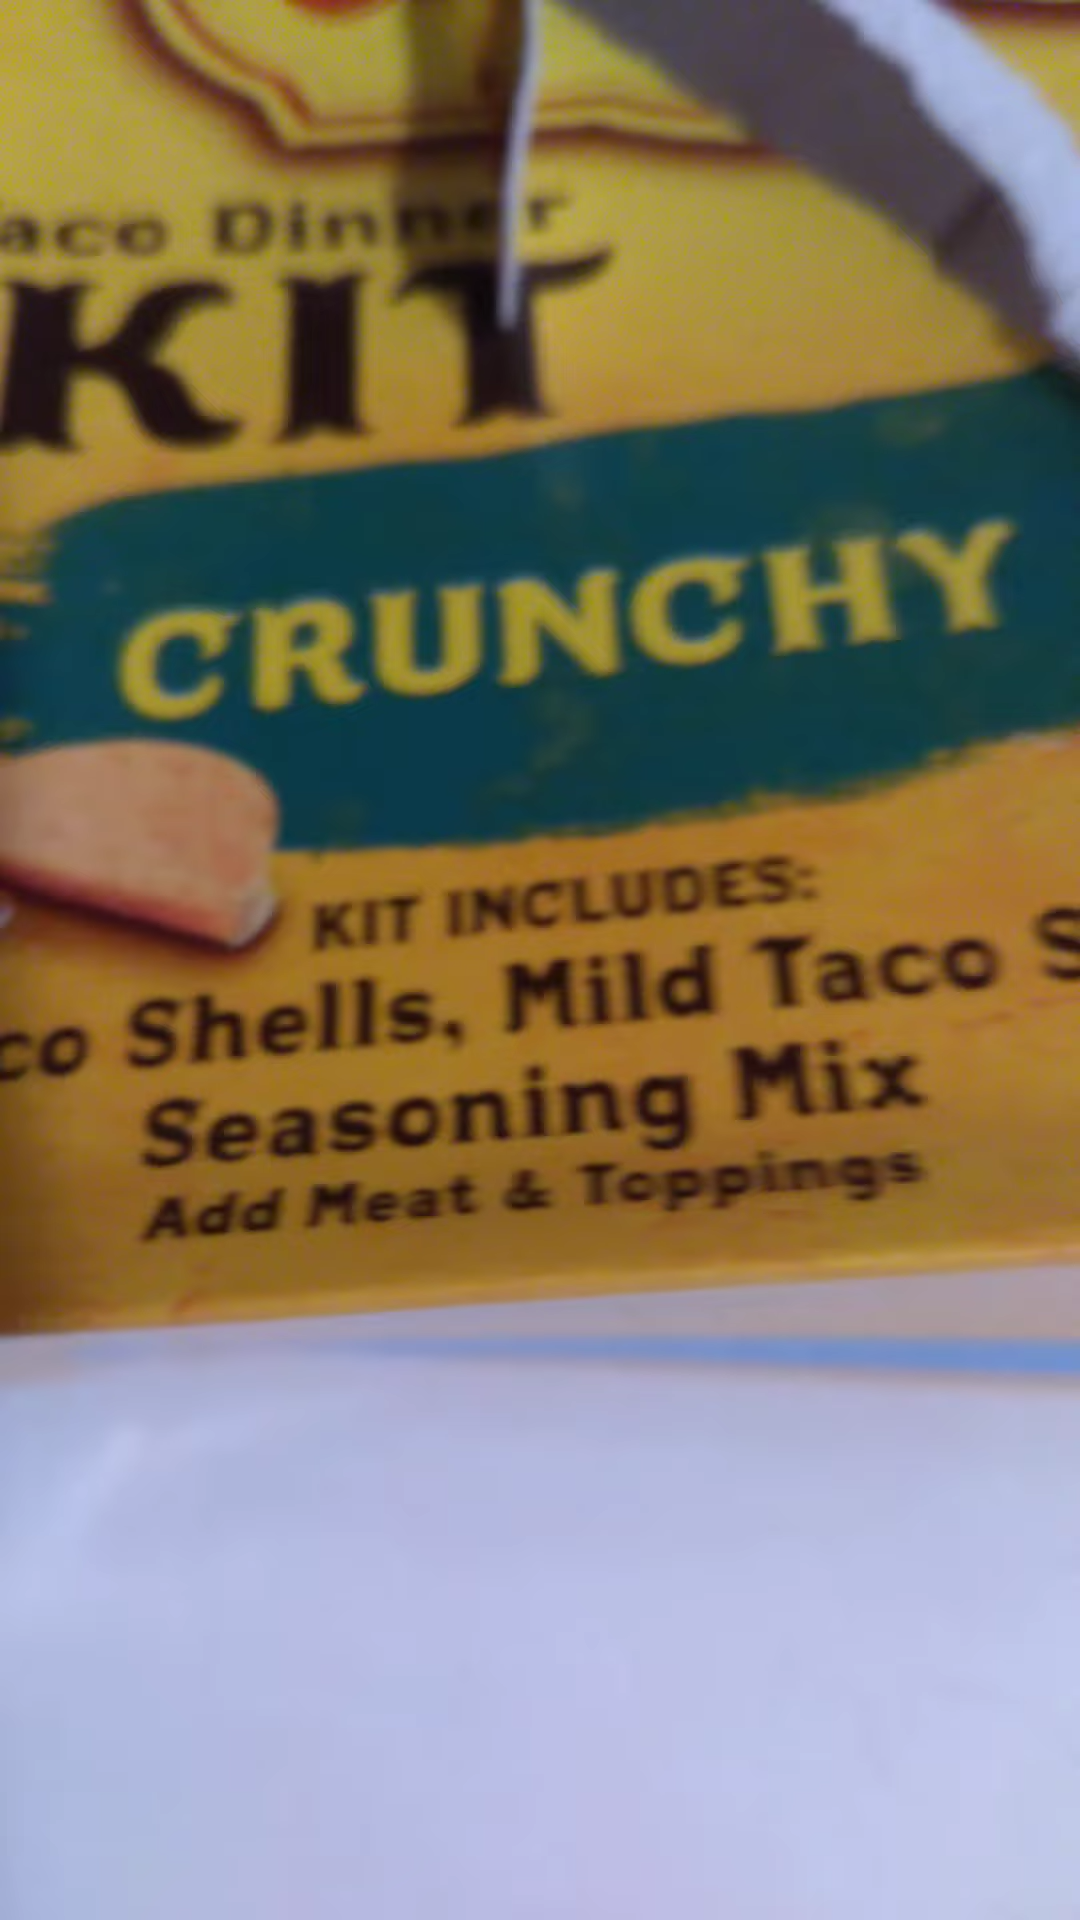 aco Dinner
KIT
CRUNCHY
KIT INCLUDES:
co Shells, Mild Taco S
Seasoning Mix
Add Meat & Toppings